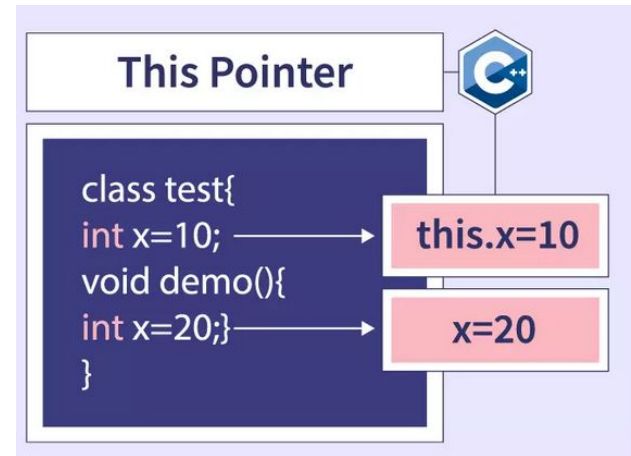 This Pointer
C++
class test{
int x=10;
this.x=10
void demo(){
int x=20;}
x=20
}